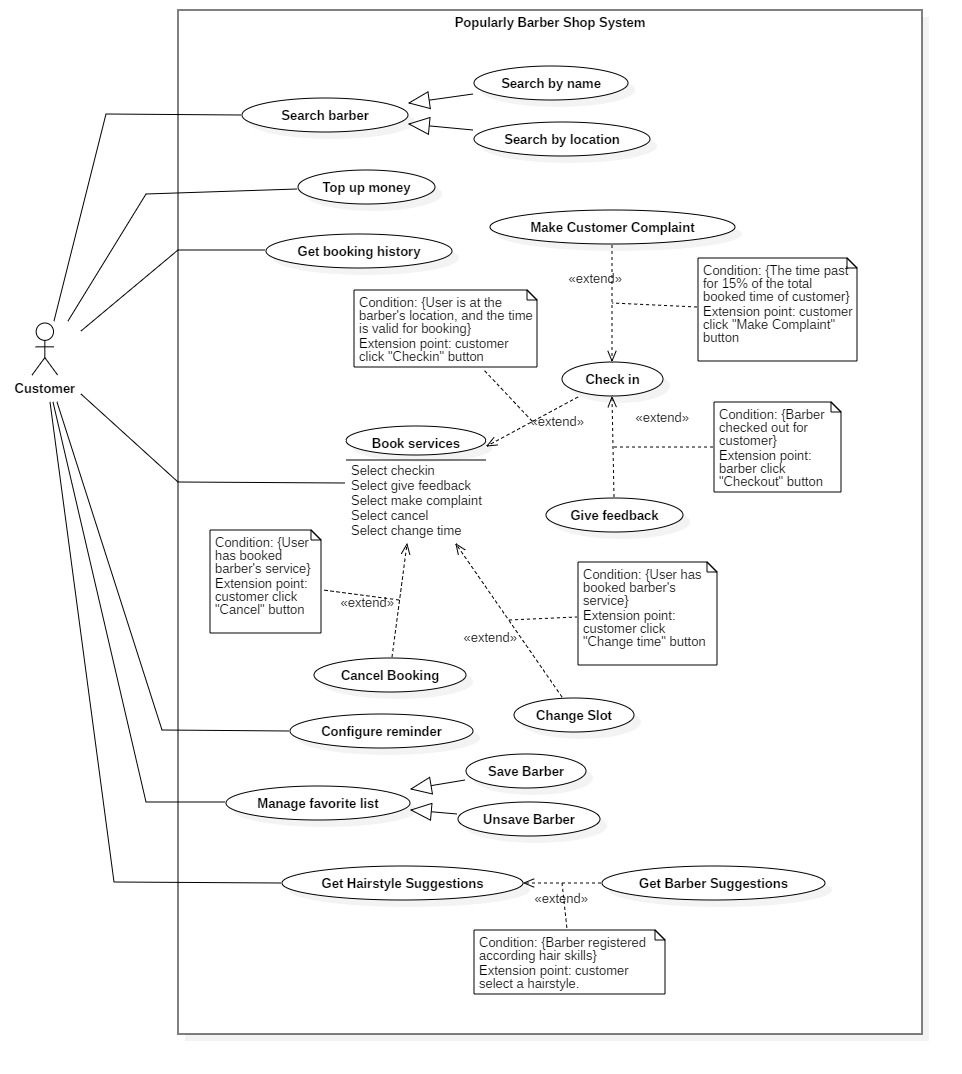 Popularly Barber Shop System
Search by name
Search barber
Search by location
Top up money
Make Customer Complaint
Get booking history
«extend»
Condition: {The time past
for 15% of the total
booked time of customer}
Extension point: customer
click "Make Complaint"
button
Condition: {User is at the
barber's location, and the time
is valid for booking}
Extension point: customer
click "Checkin" button
Customer
Check in
«extend»
«extend»
Condition: {Barber
checked out for
customer}
Extension point:
barber click
"Checkout" button
Book services
Select checkin
Select give feedback
Select make complaint
Select cancel
Select change time
Give feedback
Condition: {User
has booked
barber's service}
Extension point:
customer click
"Cancel" button
«extend»
Condition: {User has
booked barber's
service}
Extension point:
customer click
"Change time" button
«extend»
Cancel Booking
Change Slot
Configure reminder
Save Barber
Manage favorite list
Unsave Barber
Get Hairstyle Suggestions
Get Barber Suggestions
«extend»
Condition: {Barber registered
according hair skills}
Extension point: customer
select a hairstyle.